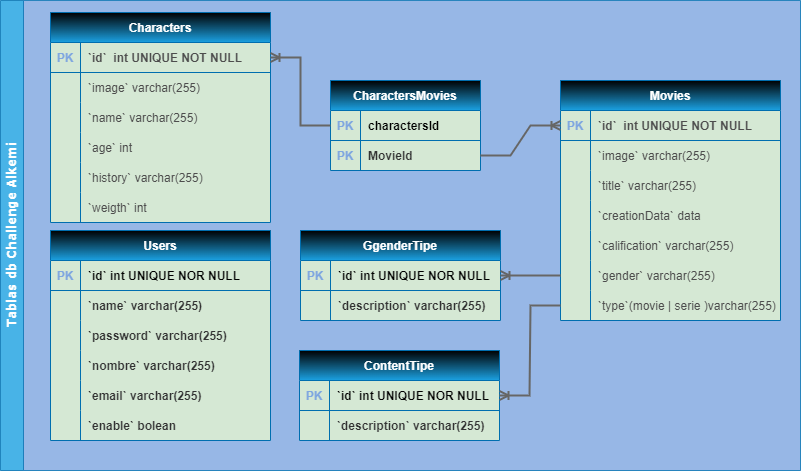 Tablas db Challenge Alkemi
Characters
PK `id` int UNIQUE NOT NULL
`image` varchar(255)
`name` varchar(255)
`age` int
`history` varchar(255)
`weigth` int
CharactersMovies
PK charactersId
PK MovieId
Movies
PK `id` int UNIQUE NOT NULL
`image` varchar(255)
`title` varchar(255)
`creationData` data
`calification` varchar(255)
`gender` varchar(255)
`type`(movie | serie )varchar(255)
Users
PK `id` int UNIQUE NOR NULL
`name` varchar(255)
`password` varchar(255)
`nombre` varchar(255)
`email` varchar(255)
`enable` bolean
GgenderTipe
PK `id` int UNIQUE NOR NULL
`description` varchar(255)
ContentTipe
PK `id` int UNIQUE NOR NULL
`description` varchar(255)